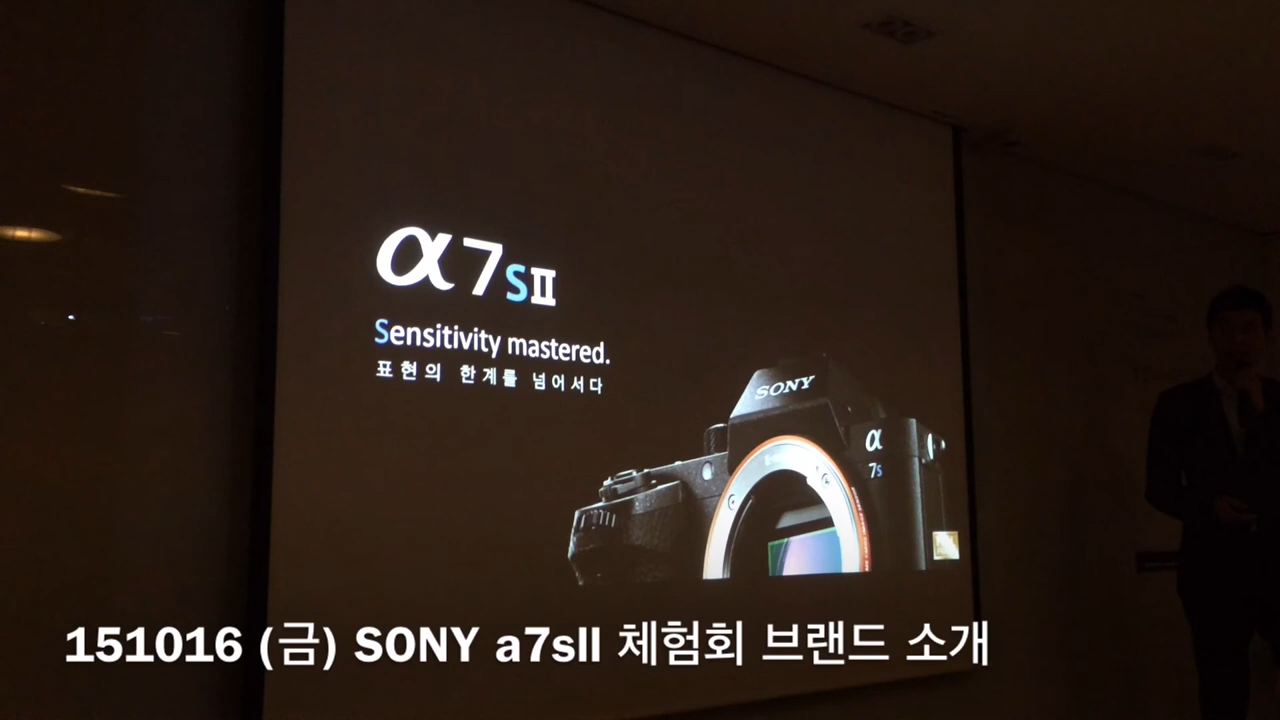 α7sII
Sensitivity mastered.
표현의 한계를 넘어서다
SONY
α
7s
151016 (금) SONY a7sII 체험회 브랜드 소개